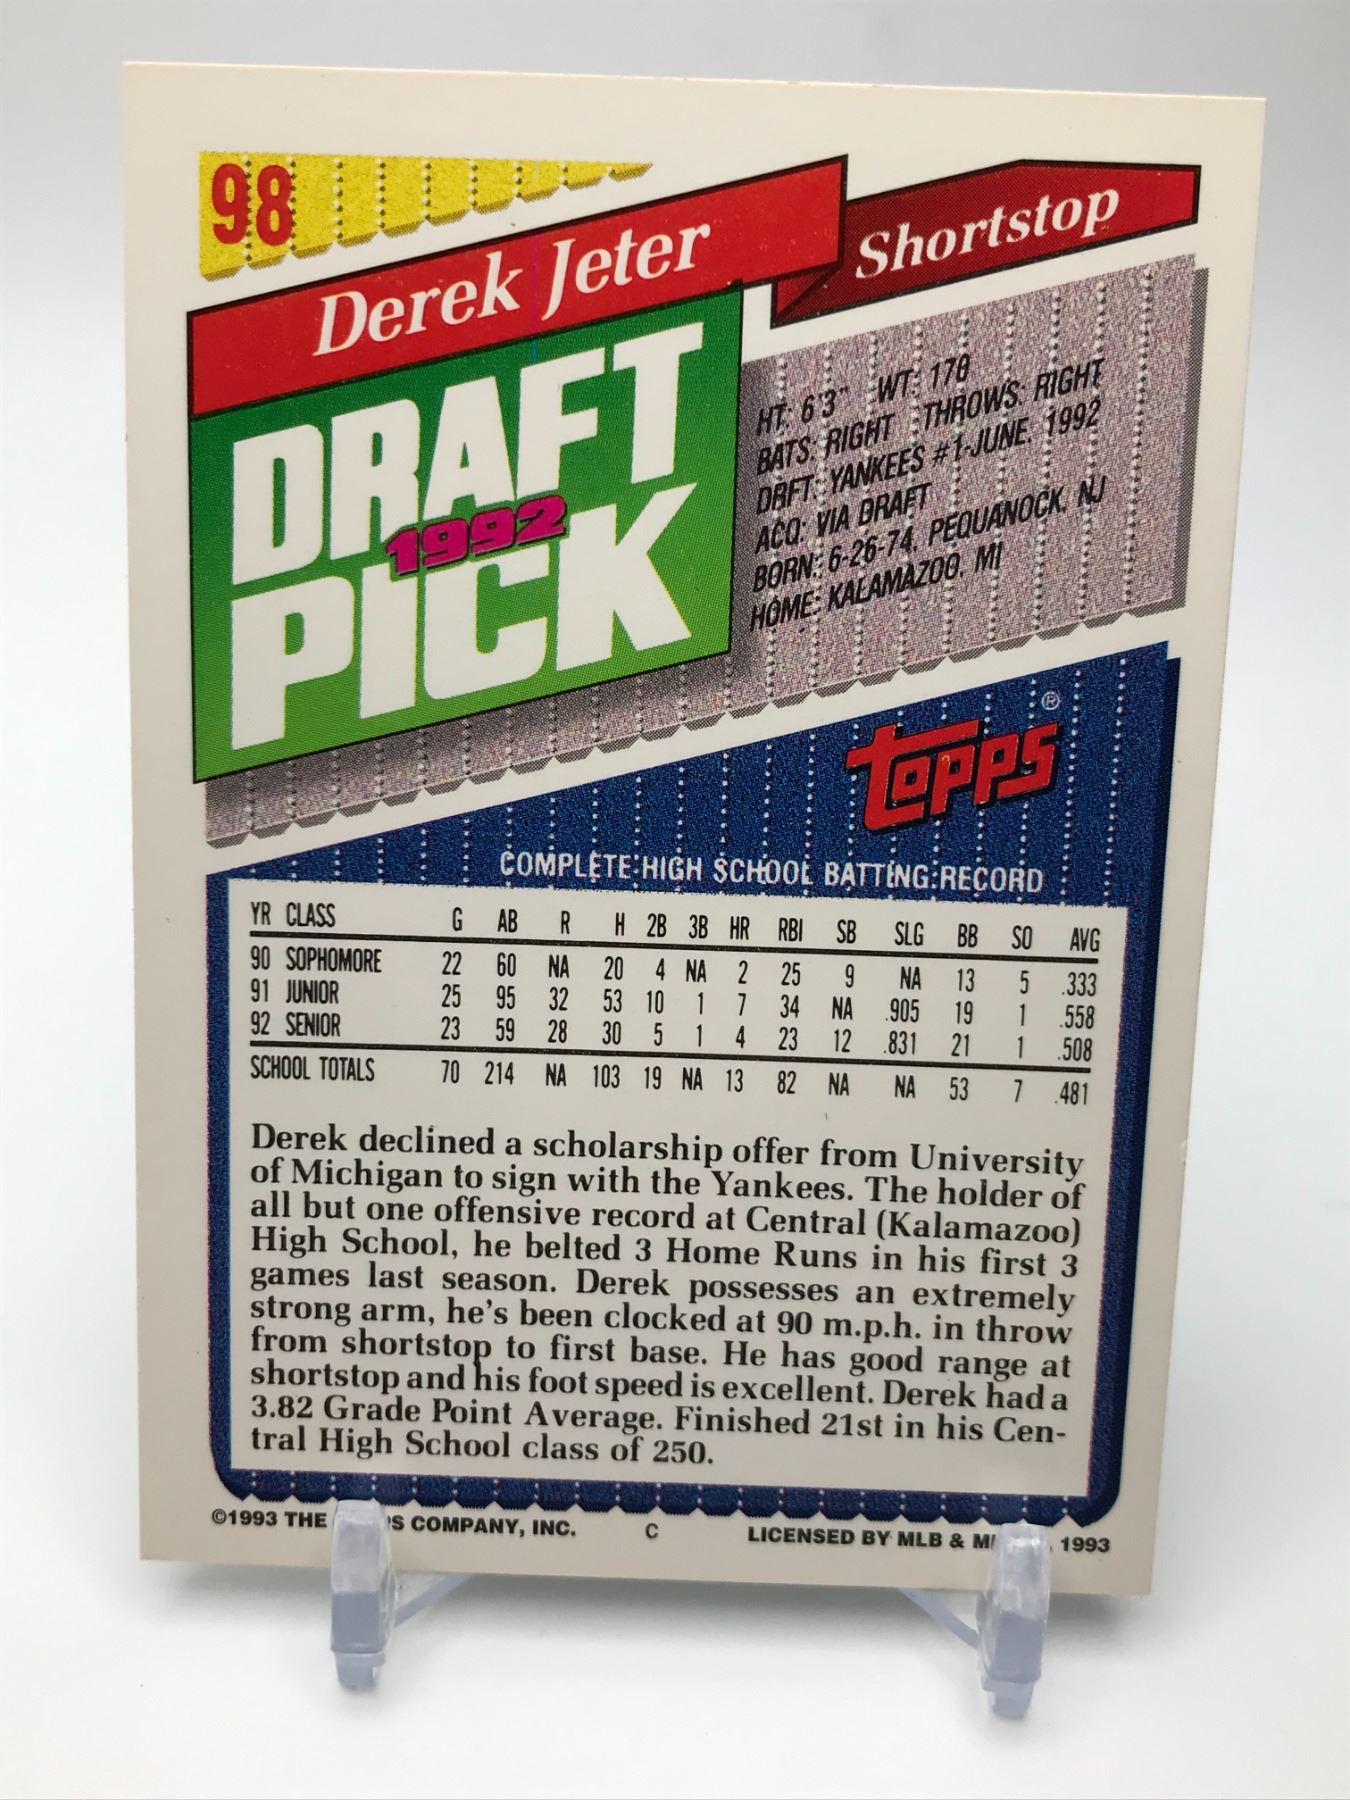 98
Derek Jeter
Shortstop
DRAFT
1992
PICK
HT: 6'3" WT: 170
BATS: RIGHT THROWS: RIGHT
DRFT: YANKEES #1-JUNE, 1992
ACQ: VIA DRAFT
BORN: 6-26-74, PEQUANOCK, NJ
HOME: KALAMAZOO, MI
TOPPS ®
COMPLETE HIGH SCHOOL BATTING RECORD
YR CLASS G AB R H 2B 3B HR RBI SB SLG BB SO AVG
90 SOPHOMORE 22 60 NA 20 4 NA 2 25 9 NA 13 5 .333
91 JUNIOR 25 95 32 53 10 1 7 34 NA .905 19 1 .558
92 SENIOR 23 59 28 30 5 1 4 23 12 .831 21 1 .508
SCHOOL TOTALS 70 214 NA 103 19 NA 13 82 NA NA 53 7 .481
Derek declined a scholarship offer from University
of Michigan to sign with the Yankees. The holder of
all but one offensive record at Central (Kalamazoo)
High School, he belted 3 Home Runs in his first 3
games last season. Derek possesses an extremely
strong arm, he's been clocked at 90 m.p.h. in throw
from shortstop to first base. He has good range at
shortstop and his foot speed is excellent. Derek had a
3.82 Grade Point Average. Finished 21st in his Cen-
tral High School class of 250.
©1993 THE COMPANY, INC. C LICENSED BY MLB & 1993